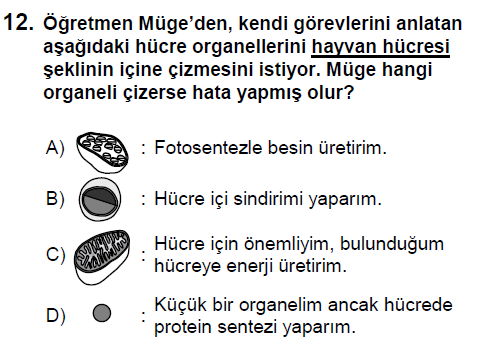 12. Öğretmen Müge’den, kendi görevlerini anlatan
aşağıdaki hücre organellerini hayvan hücresi
şeklinin içine çizmesini istiyor. Müge hangi
organeli çizerse hata yapmış olur?
A) : Fotosentezle besin üretirim.
B) : Hücre içi sindirimi yaparım.
C) : Hücre için önemliyim, bulunduğum
hücreye enerji üretirim.
D) : Küçük bir organelim ancak hücrede
protein sentezi yaparım.